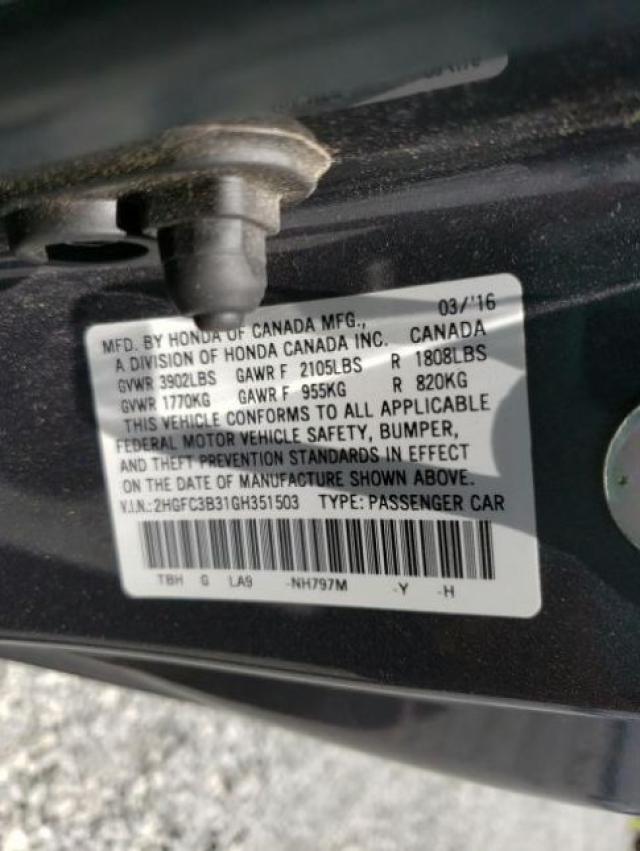 03/'16
MFD. BY HONDA OF CANADA MFG.,
A DIVISION OF HONDA CANADA INC. CANADA
GVWR 3902LBS GAWR F 2105LBS R 1808LBS
GVWR 1770KG GAWR F 955KG R 820KG
THIS VEHICLE CONFORMS TO ALL APPLICABLE
FEDERAL MOTOR VEHICLE SAFETY, BUMPER,
AND THEFT PREVENTION STANDARDS IN EFFECT
ON THE DATE OF MANUFACTURE SHOWN ABOVE.
V.I.N.:2HGFC3B31GH351503 TYPE:PASSENGER CAR
TBH G LA9 -NH797M -Y -H